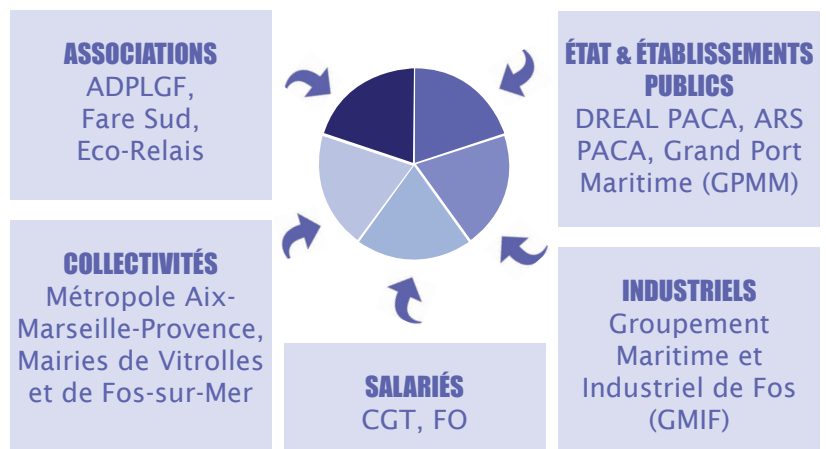 ASSOCIATIONS
ADPLGF,
Fare Sud,
Eco-Relais
ÉTAT & ÉTABLISSEMENTS
PUBLICS
DREAL PACA, ARS
PACA, Grand Port
Maritime (GPMM)
COLLECTIVITÉS
Métropole Aix-
Marseille-Provence,
Mairies de Vitrolles
et de Fos-sur-Mer
SALARIÉS
CGT, FO
INDUSTRIELS
Groupement
Maritime et
Industriel de Fos
(GMIF)